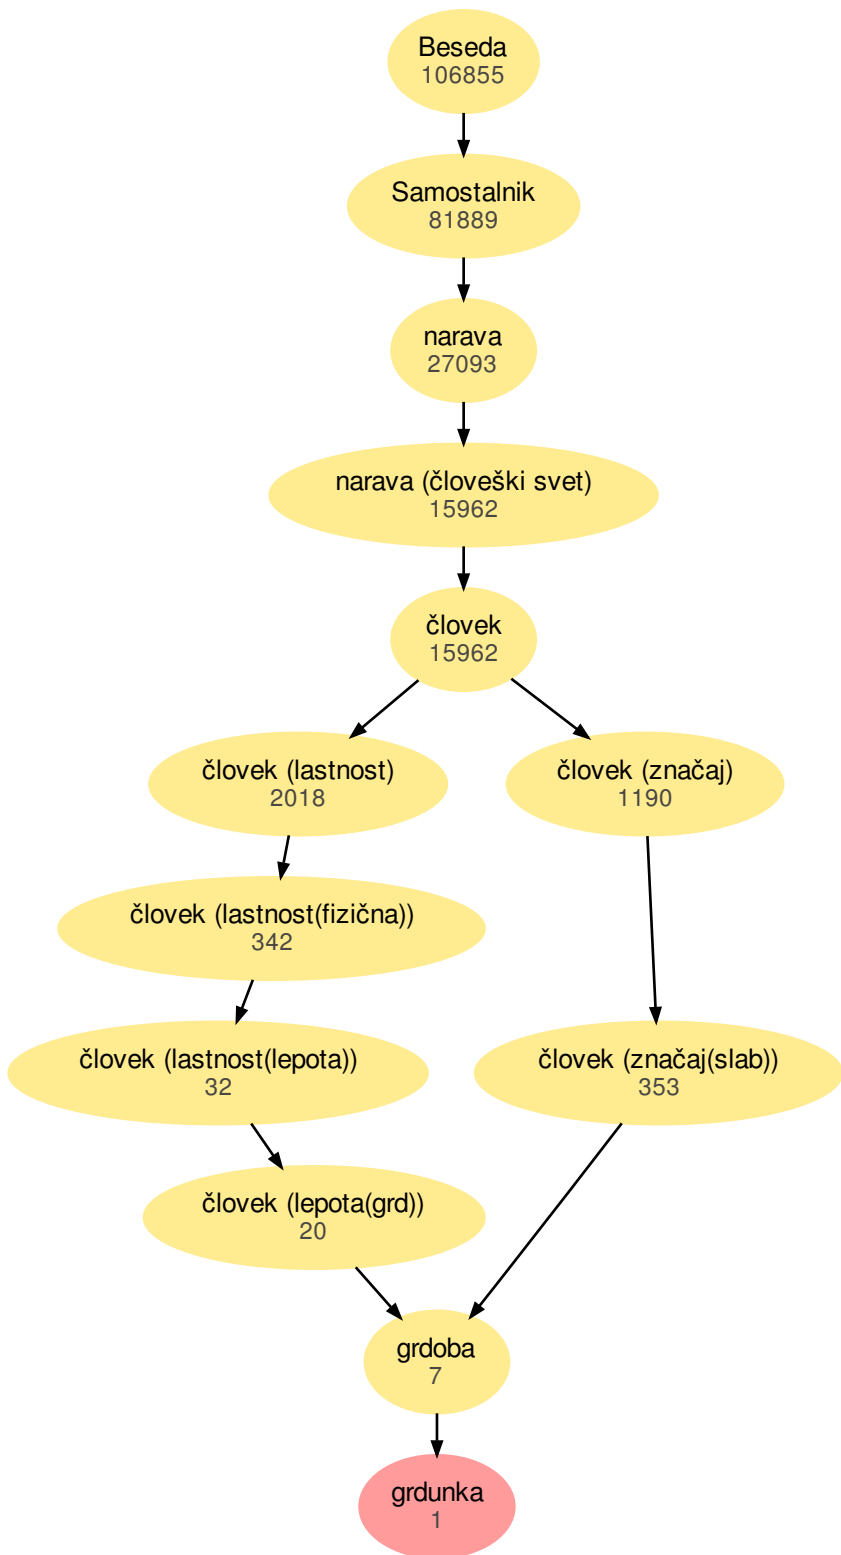 Beseda
106855
Samostalnik
81889
narava
27093
narava (človeški svet)
15962
človek
15962
človek (lastnost)
2018
človek (značaj)
1190
človek (lastnost(fizična))
342
človek (lastnost(lepota))
32
človek (značaj(slab))
353
človek (lepota(grd))
20
grdoba
7
grdunka
1